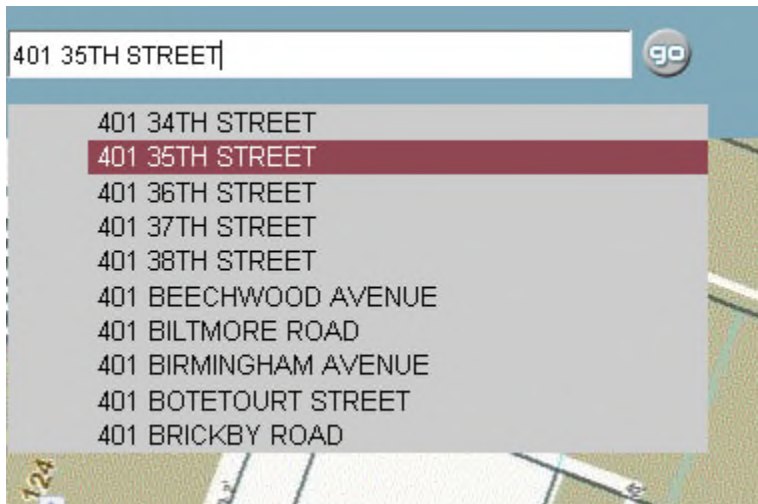 401 35TH STREET
go
401 34TH STREET
401 35TH STREET
401 36TH STREET
401 37TH STREET
401 38TH STREET
401 BEECHWOOD AVENUE
401 BILTMORE ROAD
401 BIRMINGHAM AVENUE
401 BOTETOURT STREET
401 BRICKBY ROAD
124